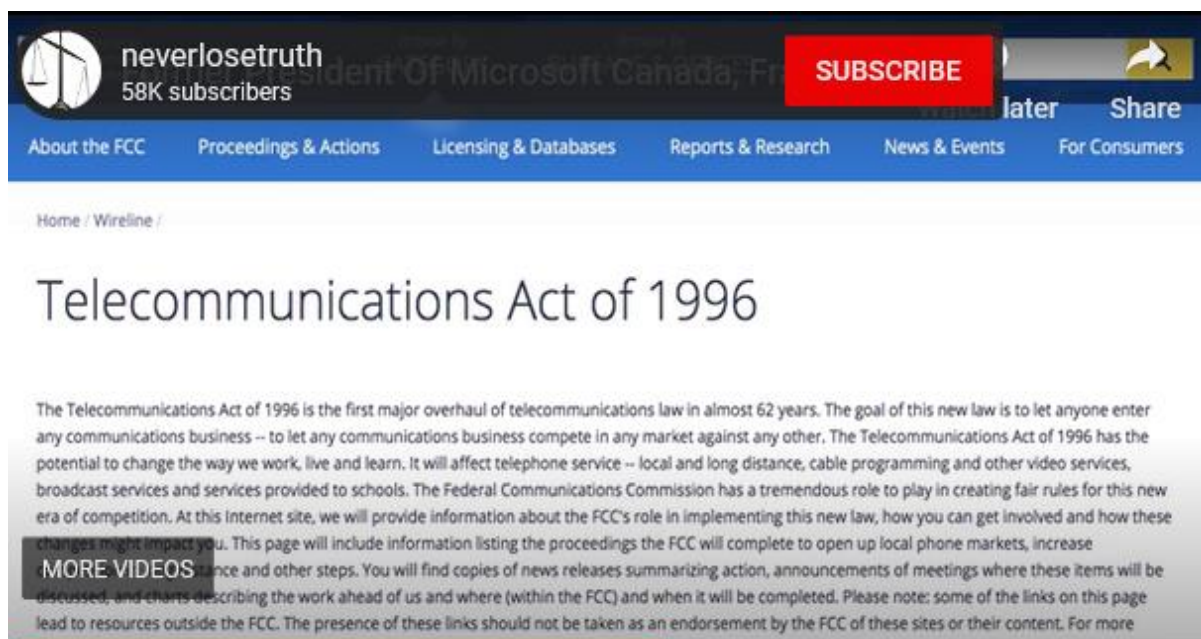 neverlosetruth
58K subscribers
President Of Microsoft Canada, Fra
SUBSCRIBE
later
Share
About the FCC
Proceedings & Actions
Licensing & Databases
Reports & Research
News & Events
For Consumers
Home / Wireline /
Telecommunications Act of 1996
The Telecommunications Act of 1996 is the first major overhaul of telecommunications law in almost 62 years. The goal of this new law is to let anyone enter
any communications business -- to let any communications business compete in any market against any other. The Telecommunications Act of 1996 has the
potential to change the way we work, live and learn. It will affect telephone service -- local and long distance, cable programming and other video services,
broadcast services and services provided to schools. The Federal Communications Commission has a tremendous role to play in creating fair rules for this new
era of competition. At this Internet site, we will provide information about the FCC's role in implementing this new law, how you can get involved and how these
changes might impact you. This page will include information listing the proceedings the FCC will complete to open up local phone markets, increase
MORE VIDEOS
and other steps. You will find copies of news releases summarizing action, announcements of meetings where these items will be
discussed, and charts describing the work ahead of us and where (within the FCC) and when it will be completed. Please note: some of the links on this page
lead to resources outside the FCC. The presence of these links should not be taken as an endorsement by the FCC of these sites or their content. For more